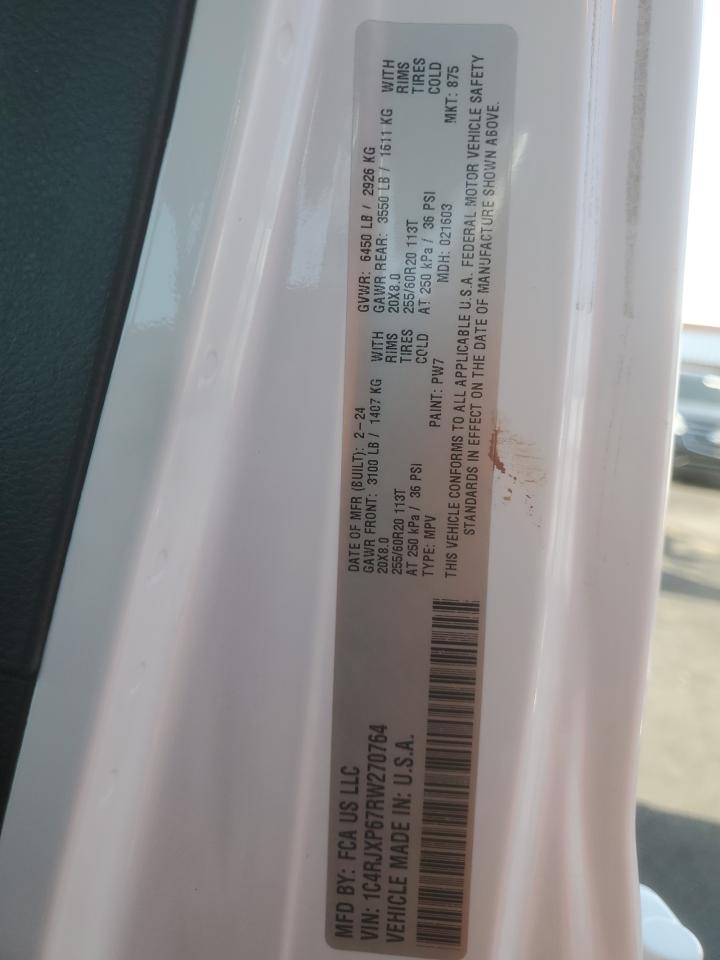 MFD BY: FCA US LLC
VIN: 1C4RJXP67RW270764
VEHICLE MADE IN: U.S.A.
DATE OF MFR (BUILT): 2-24
GAWR FRONT: 3100 LB / 1407 KG WITH
20X8.0 RIMS
255/60R20 113T TIRES
AT 250 kPa / 36 PSI COLD
TYPE: MPV PAINT: PW7
GVWR: 6450 LB / 2926 KG
GAWR REAR: 3550 LB / 1611 KG WITH
20X8.0 RIMS
255/60R20 113T TIRES
AT 250 kPa / 36 PSI COLD
MDH: 021603 MKT: 875
THIS VEHICLE CONFORMS TO ALL APPLICABLE U.S.A. FEDERAL MOTOR VEHICLE SAFETY
STANDARDS IN EFFECT ON THE DATE OF MANUFACTURE SHOWN ABOVE.